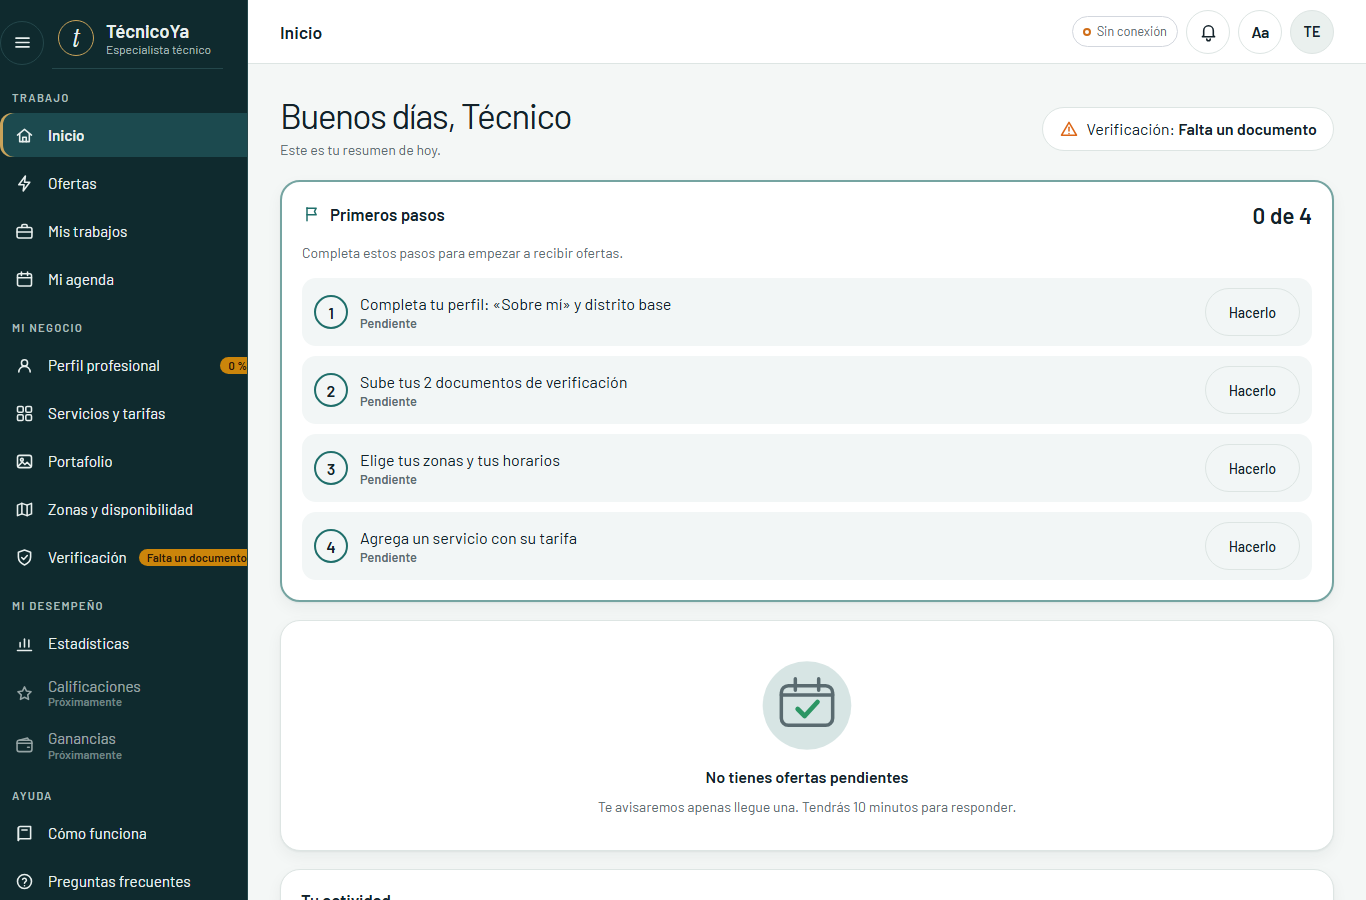 t
TécnicoYa
Especialista técnico
TRABAJO
Inicio
Ofertas
Mis trabajos
Mi agenda
MI NEGOCIO
Perfil profesional
0 %
Servicios y tarifas
Portafolio
Zonas y disponibilidad
Verificación
Falta un documento
MI DESEMPEÑO
Estadísticas
Calificaciones
Próximamente
Ganancias
Próximamente
AYUDA
Cómo funciona
Preguntas frecuentes
Inicio
Sin conexión
Aa
TE
Buenos días, Técnico
Este es tu resumen de hoy.
Verificación: Falta un documento
Primeros pasos
0 de 4
Completa estos pasos para empezar a recibir ofertas.
1
Completa tu perfil: «Sobre mí» y distrito base
Pendiente
Hacerlo
2
Sube tus 2 documentos de verificación
Pendiente
Hacerlo
3
Elige tus zonas y tus horarios
Pendiente
Hacerlo
4
Agrega un servicio con su tarifa
Pendiente
Hacerlo
No tienes ofertas pendientes
Te avisaremos apenas llegue una. Tendrás 10 minutos para responder.
Tu actividad